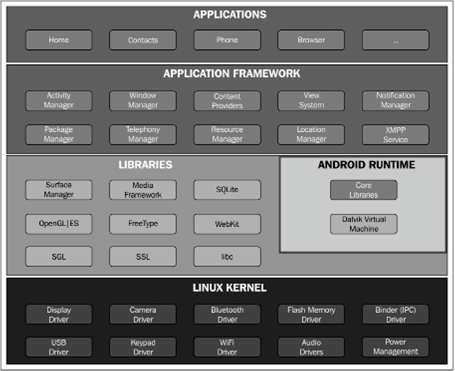 APPLICATIONS
Home Contacts Phone Browser ..
APPLICATION FRAMEWORK
Activity Window Content View Notification
Manager Manager Providers System Manager
Package Telephony Resource Location XMPP
Manager Manager Manager Manager Service
LIBRARIES ANDROID RUNTIME
Surface Media SQLite Core
Manager Framework Libraries
OpenGL|ES FreeType WebKit Dalvik Virtual
Machine
SGL SSL libc
LINUX KERNEL
Display Camera Bluetooth Flash Memory Binder (IPC)
Driver Driver Driver Driver Driver
USB Keypad WiFi Audio Power
Driver Driver Driver Drivers Management